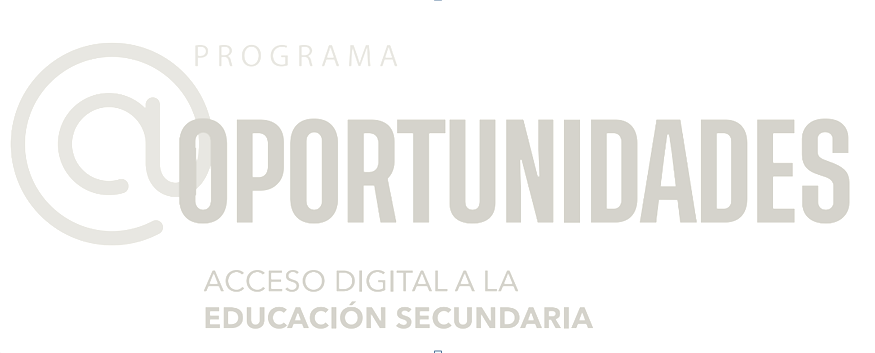 PROGRAMA
@OPORTUNIDADES
ACCESO DIGITAL A LA
EDUCACIÓN SECUNDARIA